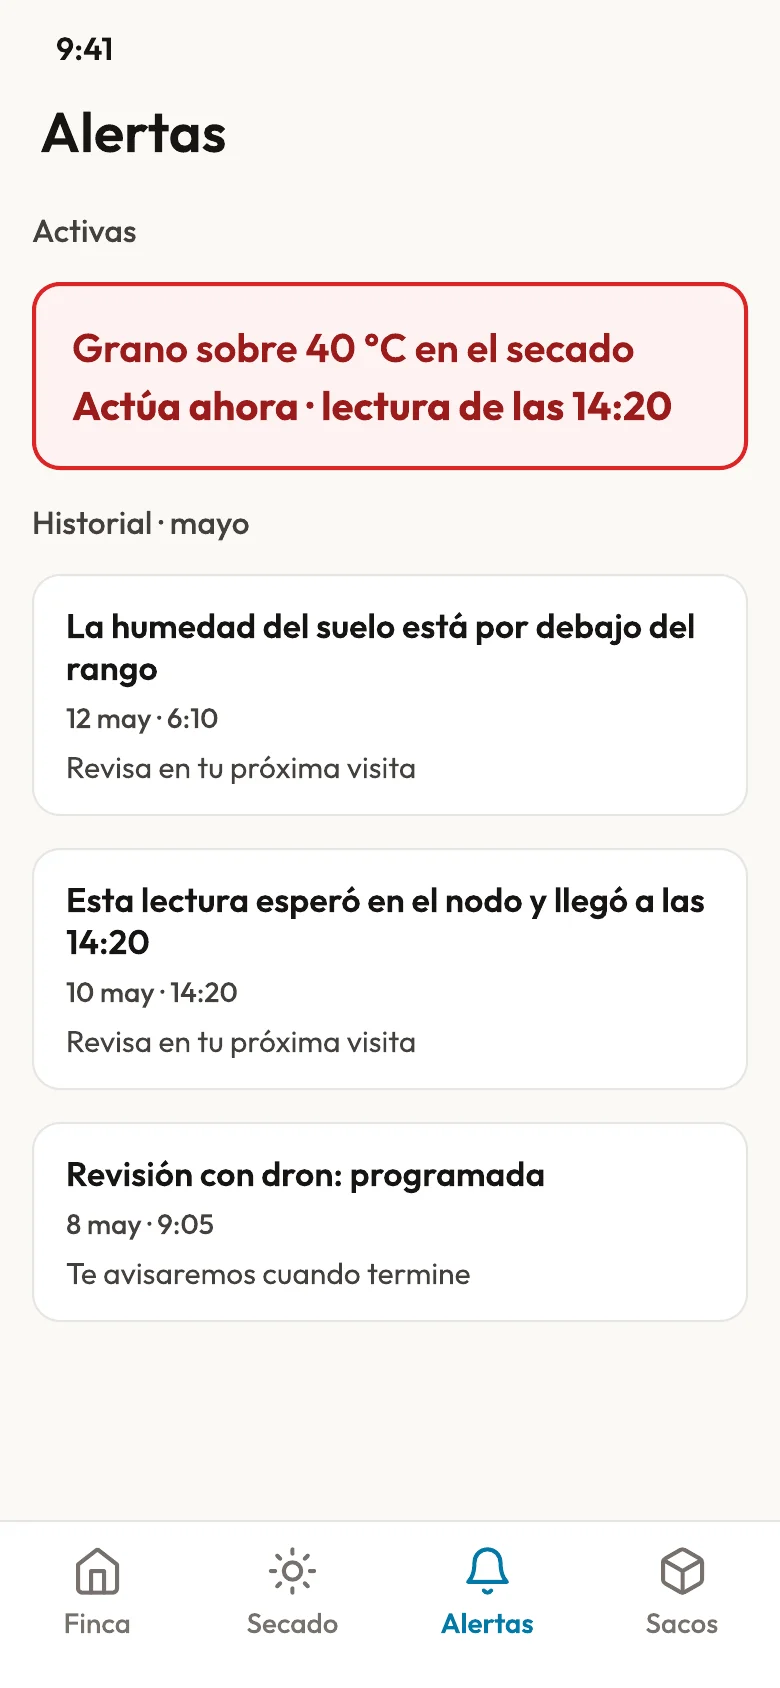 9:41
Alertas
Activas
Grano sobre 40 °C en el secado
Actúa ahora · lectura de las 14:20
Historial · mayo
La humedad del suelo está por debajo del
rango
12 may · 6:10
Revisa en tu próxima visita
Esta lectura esperó en el nodo y llegó a las
14:20
10 may · 14:20
Revisa en tu próxima visita
Revisión con dron: programada
8 may · 9:05
Te avisaremos cuando termine
Finca
Secado
Alertas
Sacos